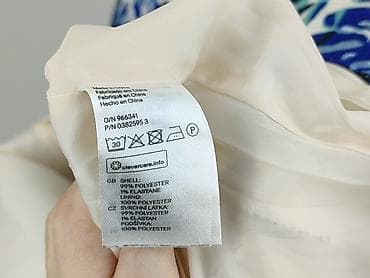 Made in China
Fabriqué en Chine
Hecho en China
O/N 966341
P/N 0382595 3
30
P
clevercare.info
GB SHELL:
99% POLYESTER
1% ELASTANE
LINING:
100% POLYESTER
CZ SVRCHNÍ LÁTKA:
99% POLYESTER
1% ELASTAN
PODŠÍVKA:
100% POLYESTER